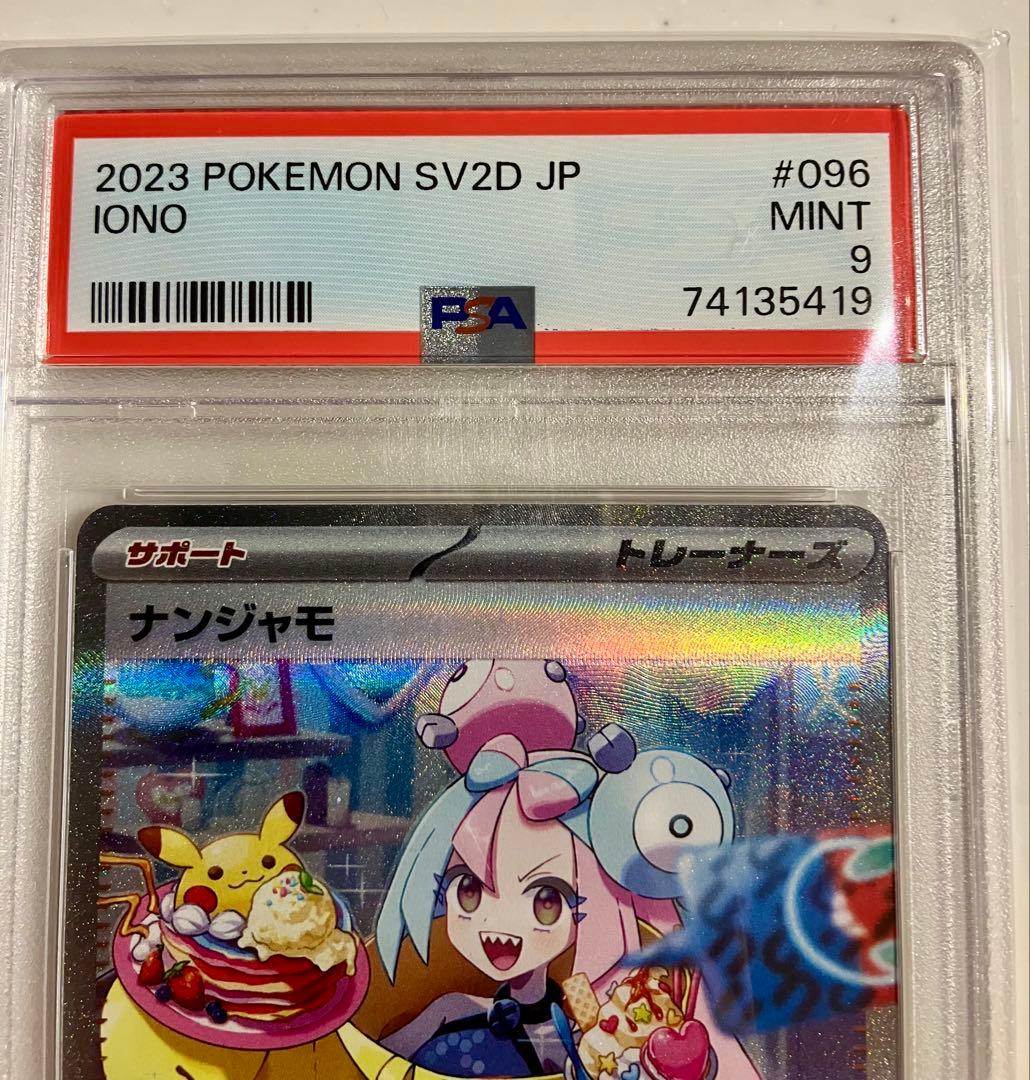 2023 POKEMON SV2D JP #096
IONO MINT
9
PSA 74135419
サポート トレーナーズ
ナンジャモ